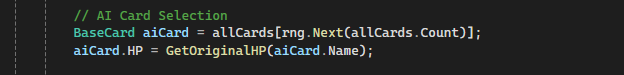 // AI Card Selection
BaseCard aiCard = allCards[rng.Next(allCards.Count)];
aiCard.HP = GetOriginalHP(aiCard.Name);